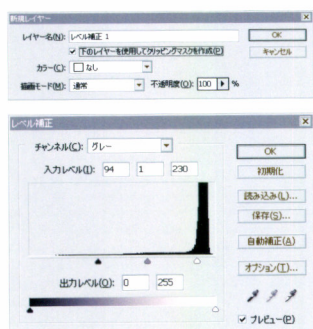 新規レイヤー
レイヤー名(N): レベル補正 1
OK
下のレイヤーを使用してクリッピングマスクを作成(P)
キャンセル
カラー(C): なし
描画モード(M): 通常 不透明度(O): 100 %
レベル補正
チャンネル(C): グレー
OK
入力レベル(I): 94 1 230
初期化
読み込み(L)...
保存(S)...
自動補正(A)
オプション(T)...
出力レベル(O): 0 255
プレビュー(P)